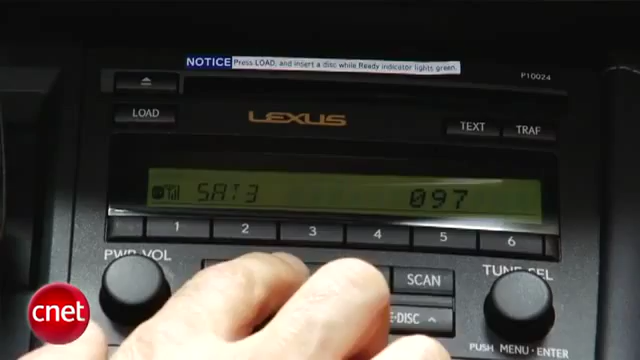 NOTICE Press LOAD, and insert a disc while Ready indicator lights green.
P10024
LOAD
LEXUS
TEXT TRAF
SAT3 097
1 2 3 4 5 6
PWR·VOL
SCAN
TUNE·SEL
E-DISC
PUSH MENU·ENTER
cnet